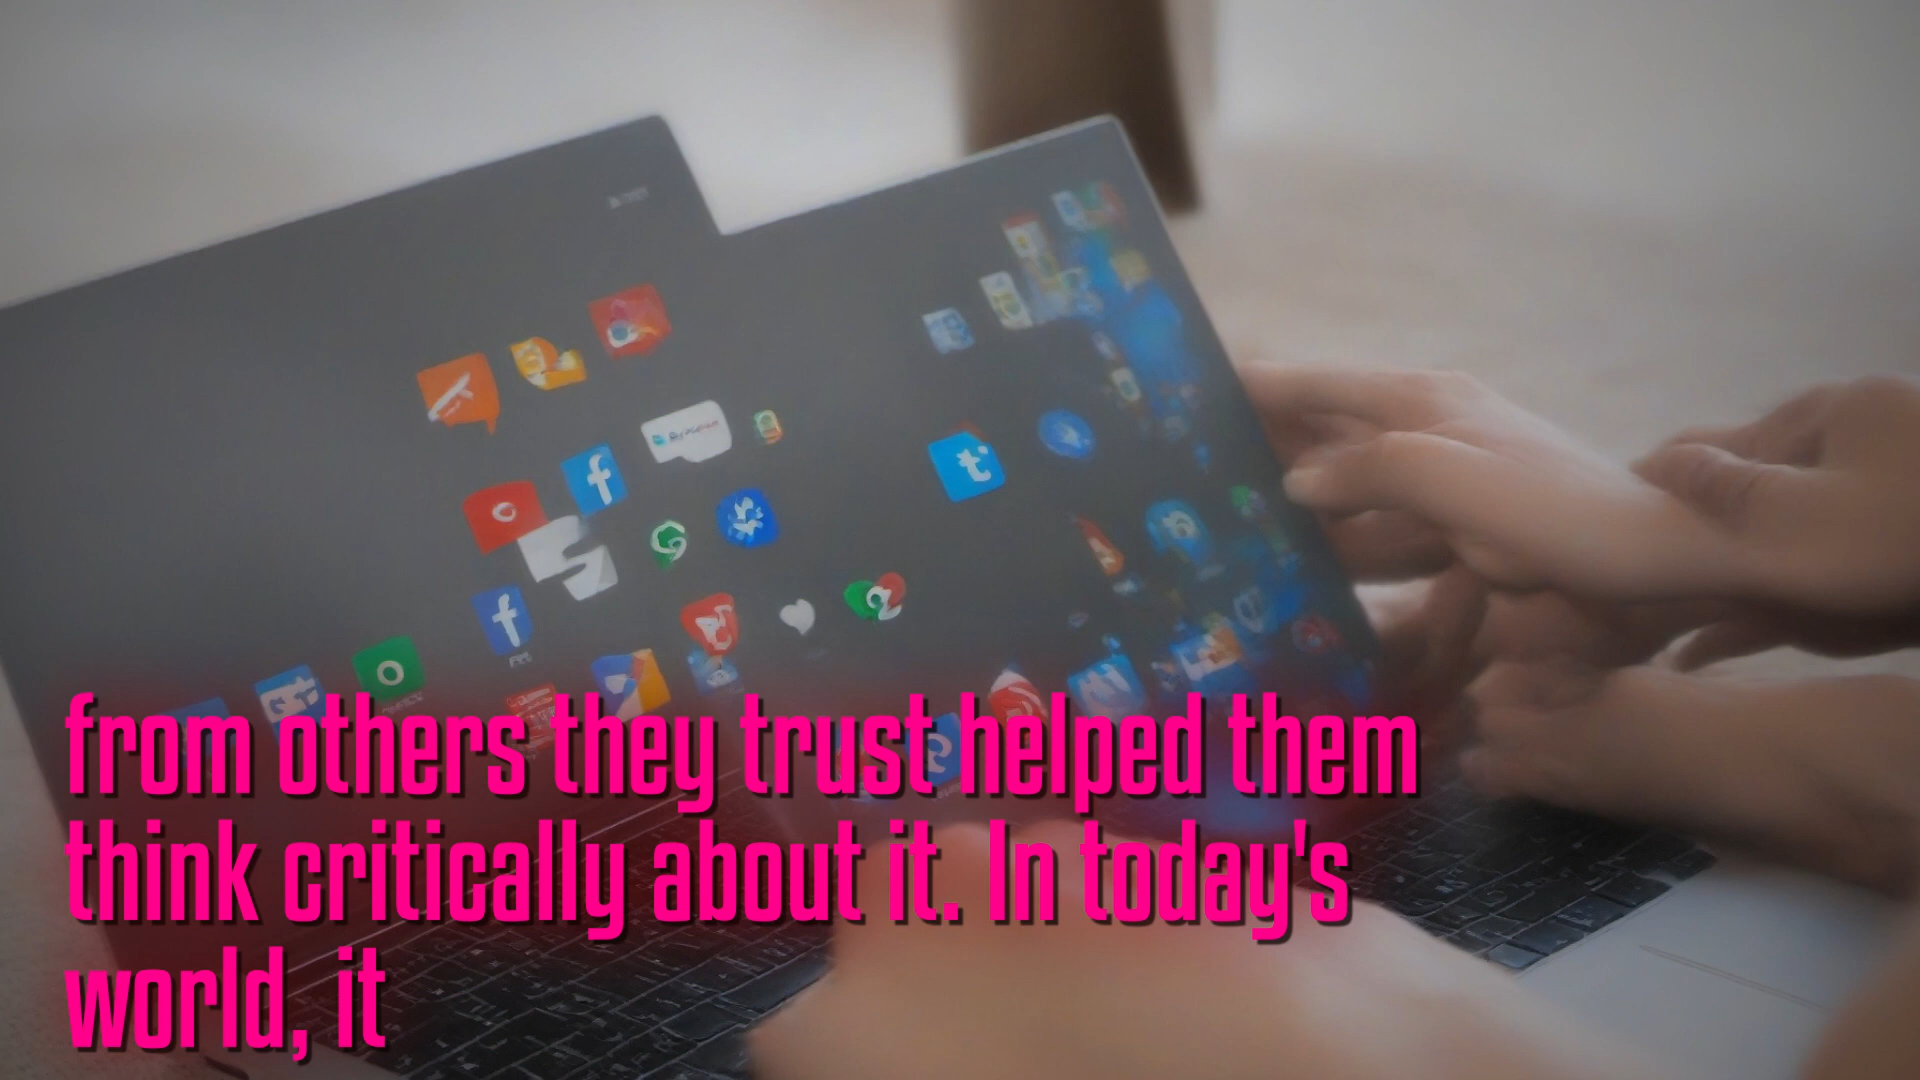 from others they trust helped them
think critically about it. In today's
world, it